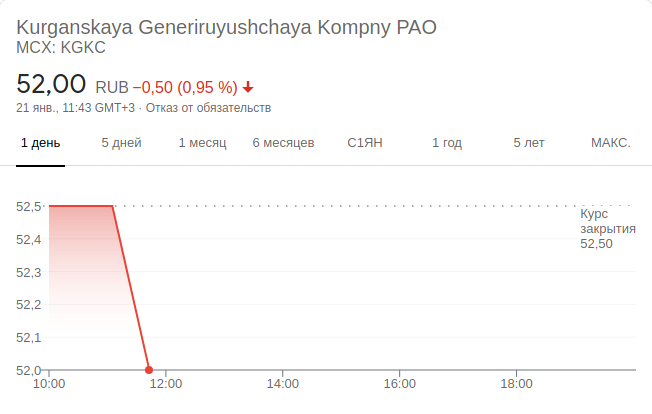 Kurganskaya Generiruyushchaya Kompny PAO
MCX: KGKC
52,00 RUB −0,50 (0,95 %)
21 янв., 11:43 GMT+3 · Отказ от обязательств
1 день 5 дней 1 месяц 6 месяцев С1ЯН 1 год 5 лет МАКС.
52,5
Курс
закрытия
52,4
52,50
52,3
52,2
52,1
52,0
10:00 12:00 14:00 16:00 18:00